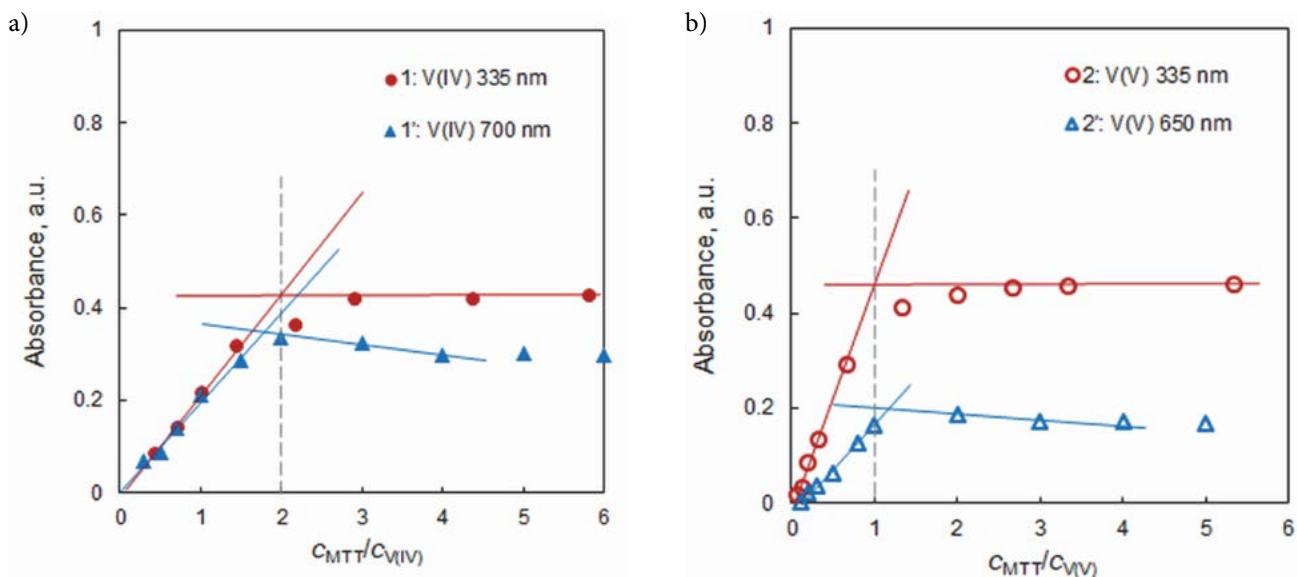 a)
1
0.8
0.6
0.4
0.2
0
Absorbance, a.u.
1: V(IV) 335 nm
1': V(IV) 700 nm
0 1 2 3 4 5 6
cMTT/cV(IV)
b)
1
0.8
0.6
0.4
0.2
0
Absorbance, a.u.
2: V(V) 335 nm
2': V(V) 650 nm
0 1 2 3 4 5 6
cMTT/cV(V)